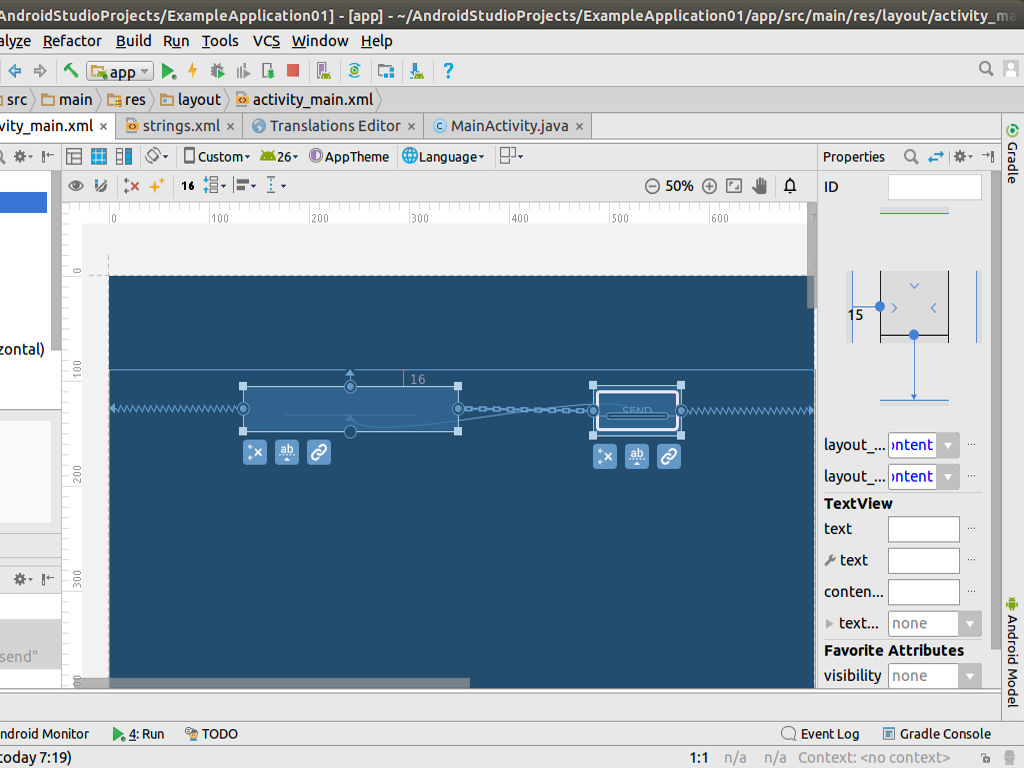 AndroidStudioProjects/ExampleApplication01] - [app] - ~/AndroidStudioProjects/ExampleApplication01/app/src/main/res/layout/activity_ma
alyze Refactor Build Run Tools VCS Window Help
app
src main res layout activity_main.xml
vity_main.xml strings.xml Translations Editor MainActivity.java
Custom 26 AppTheme Language
Properties
16 50%
ID
0 100 200 300 400 500 600 7
0
100
200
300
16
SEND
ab
ab
15
zontal)
send"
layout_... ontent ...
layout_... ontent ...
TextView
text ...
text ...
conten... ...
text... none
Favorite Attributes
visibility none
Gradle
Android Model
ndroid Monitor 4: Run TODO Event Log Gradle Console
today 7:19) 1:1 n/a n/a Context: <no context>